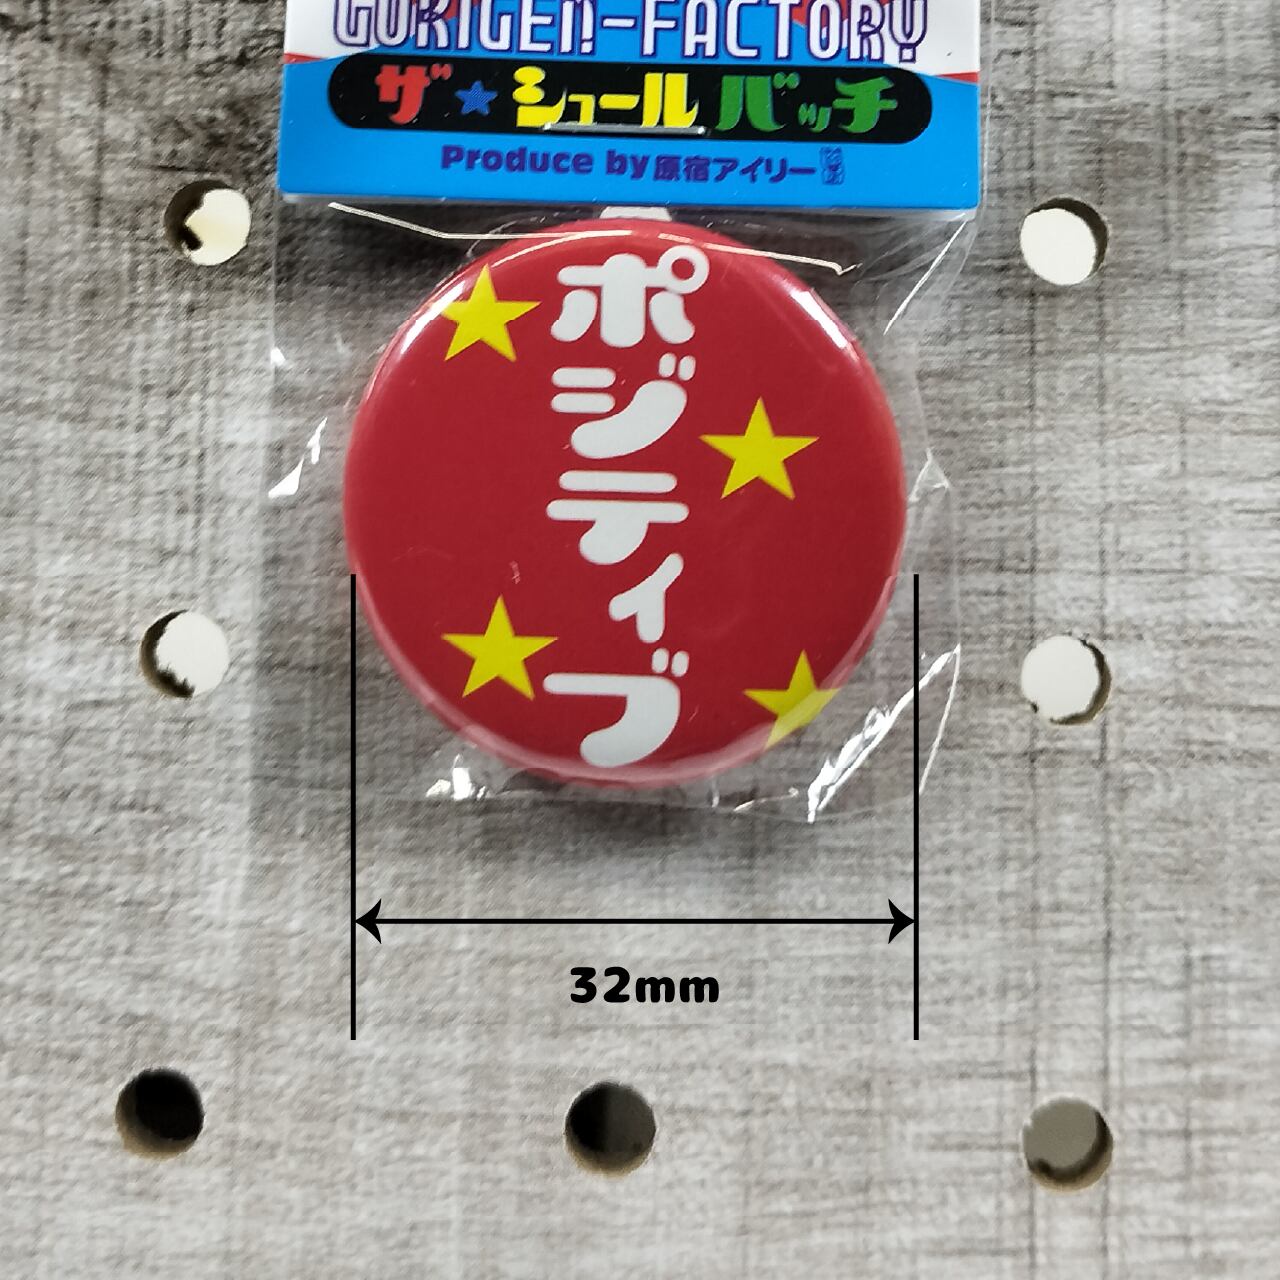 GOKIGEN-FACTORY
ザ★シュールバッチ
Produce by 原宿アイリー
ポジティブ
32mm